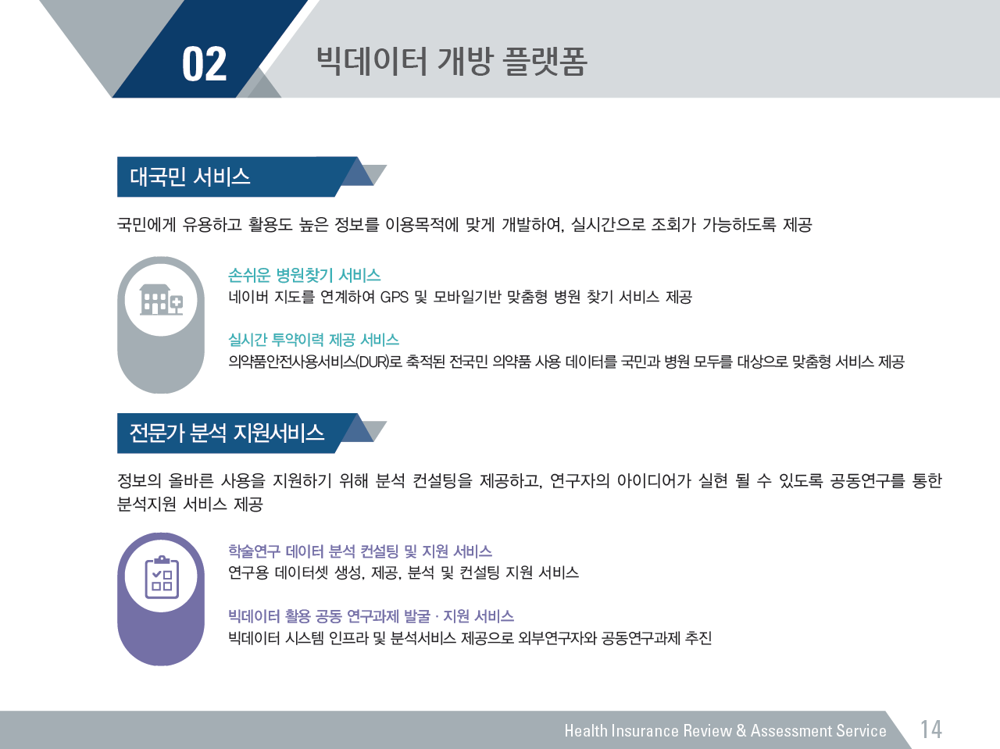 02
빅데이터 개방 플랫폼
대국민 서비스
국민에게 유용하고 활용도 높은 정보를 이용목적에 맞게 개발하여, 실시간으로 조회가 가능하도록 제공
손쉬운 병원찾기 서비스
네이버 지도를 연계하여 GPS 및 모바일기반 맞춤형 병원 찾기 서비스 제공
실시간 투약이력 제공 서비스
의약품안전사용서비스(DUR)로 축적된 전국민 의약품 사용 데이터를 국민과 병원 모두를 대상으로 맞춤형 서비스 제공
전문가 분석 지원서비스
정보의 올바른 사용을 지원하기 위해 분석 컨설팅을 제공하고, 연구자의 아이디어가 실현 될 수 있도록 공동연구를 통한
분석지원 서비스 제공
학술연구 데이터 분석 컨설팅 및 지원 서비스
연구용 데이터셋 생성, 제공, 분석 및 컨설팅 지원 서비스
빅데이터 활용 공동 연구과제 발굴 · 지원 서비스
빅데이터 시스템 인프라 및 분석서비스 제공으로 외부연구자와 공동연구과제 추진
Health Insurance Review & Assessment Service
14